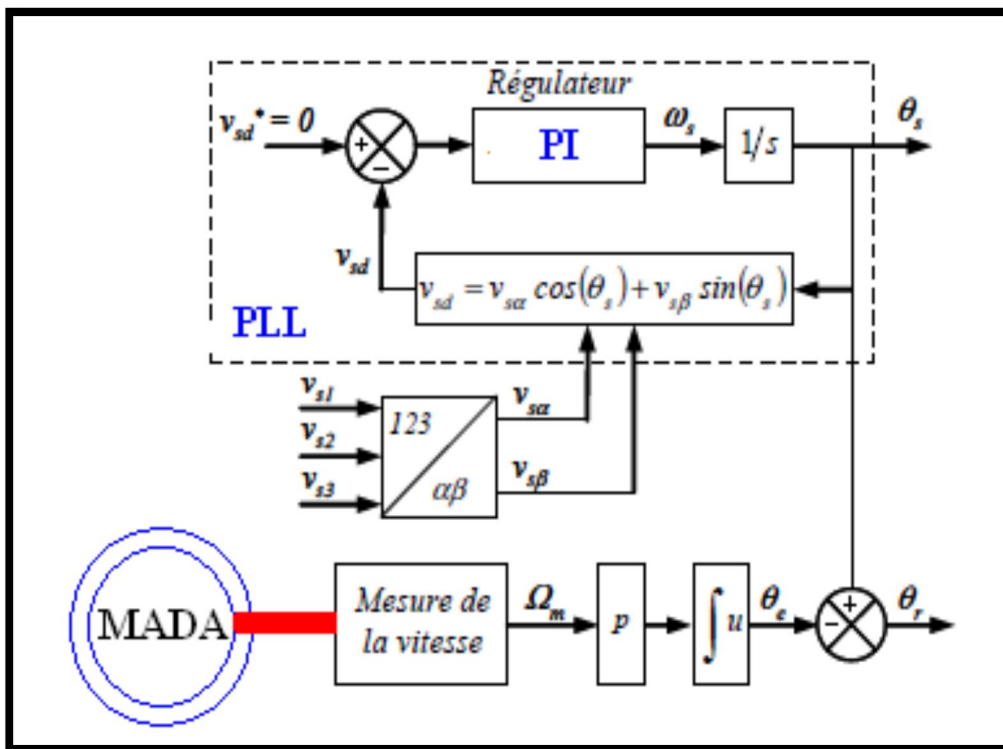 Régulateur
v_sd* = 0
+
−
PI
ω_s
1/s
θ_s
v_sd
v_sd = v_sα cos(θ_s) + v_sβ sin(θ_s)
PLL
v_s1
v_s2
v_s3
123
αβ
v_sα
v_sβ
MADA
Mesure de
la vitesse
Ω_m
p
∫ u
θ_e
+
−
θ_r